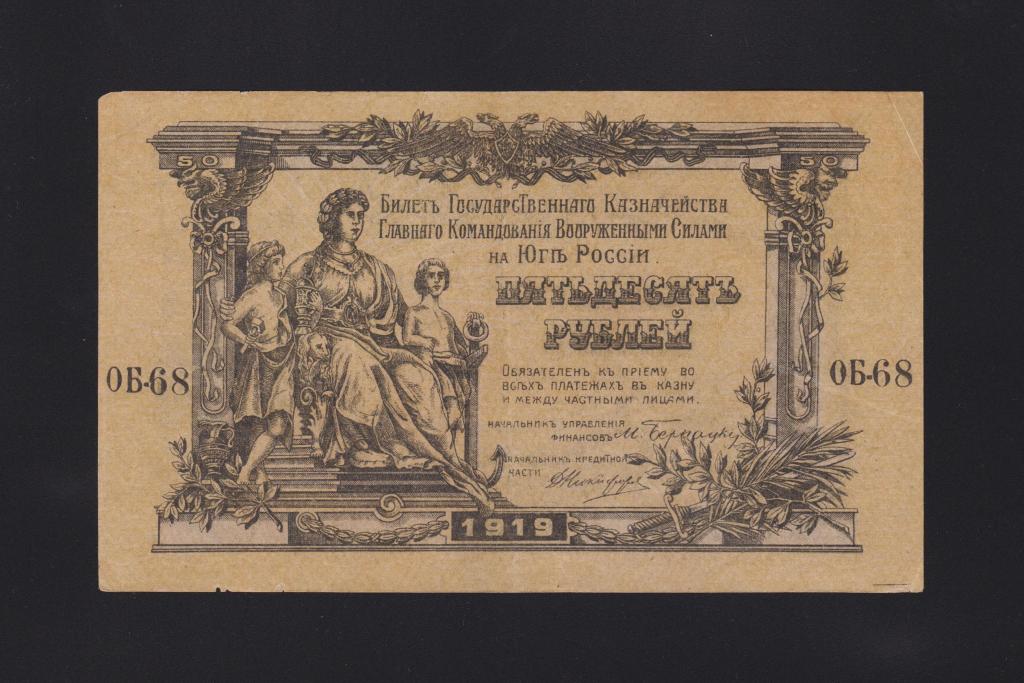 50
50
Билетъ Государственнаго Казначейства
Главнаго Командованія Вооруженными Силами
на Югѣ Россіи.
ПЯТЬДЕСЯТЪ
РУБЛЕЙ
Обязателенъ къ пріему во
всѣхъ платежахъ въ казну
и между частными лицами.
ОБ-68
ОБ-68
Начальникъ Управленія
Финансовъ М.
Начальникъ Кредитной
Части
1919